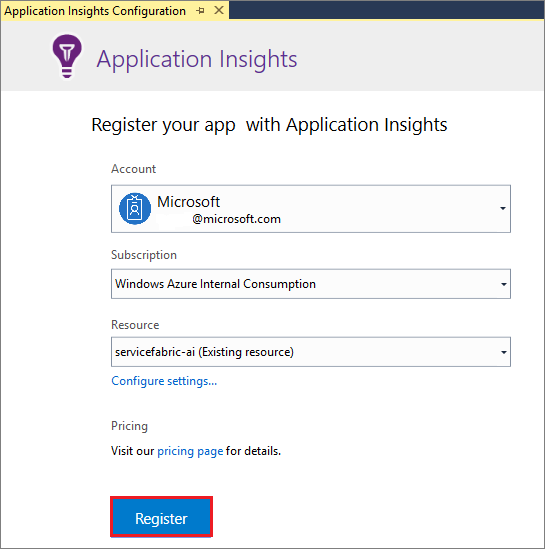 Application Insights Configuration
Application Insights
Register your app with Application Insights
Account
Microsoft
@microsoft.com
Subscription
Windows Azure Internal Consumption
Resource
servicefabric-ai (Existing resource)
Configure settings...
Pricing
Visit our pricing page for details.
Register